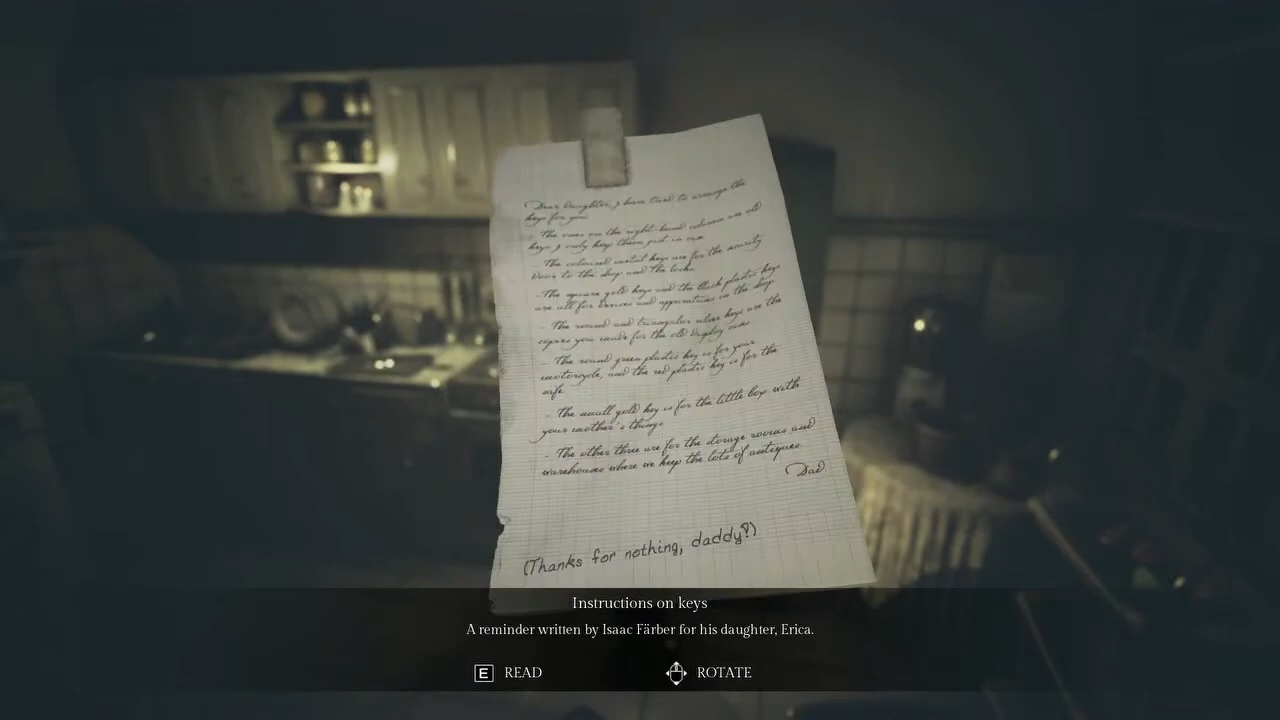 Dear Daughter, I have tried to arrange the
keys for you
- The ones on the right-hand column are old
keys I only keep them just in case
- The coloured metal keys are for the security
door to the shop and the locks
- The square gold keys and the black plastic keys
are all for devices and apparatuses in the shop
- The round and triangular silver keys are the
copies you made for the old display case
- The round green plastic key is for your
motorcycle, and the red plastic key is for the
safe
- The small gold key is for the little box with
your mother's things
- The other three are for the storage rooms and
warehouses where we keep the lots of antiques
Dad
(Thanks for nothing, daddy!)
Instructions on keys
A reminder written by Isaac Färber for his daughter, Erica.
E READ
ROTATE